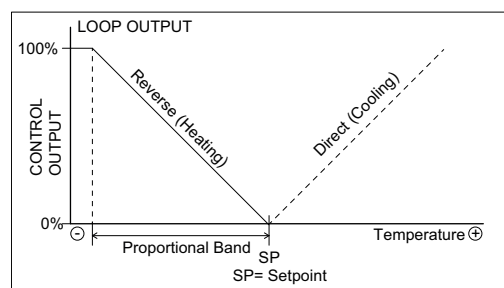 LOOP OUTPUT
100%
CONTROL
OUTPUT
Reverse (Heating)
Direct (Cooling)
0%
-
Proportional Band
SP
Temperature +
SP= Setpoint